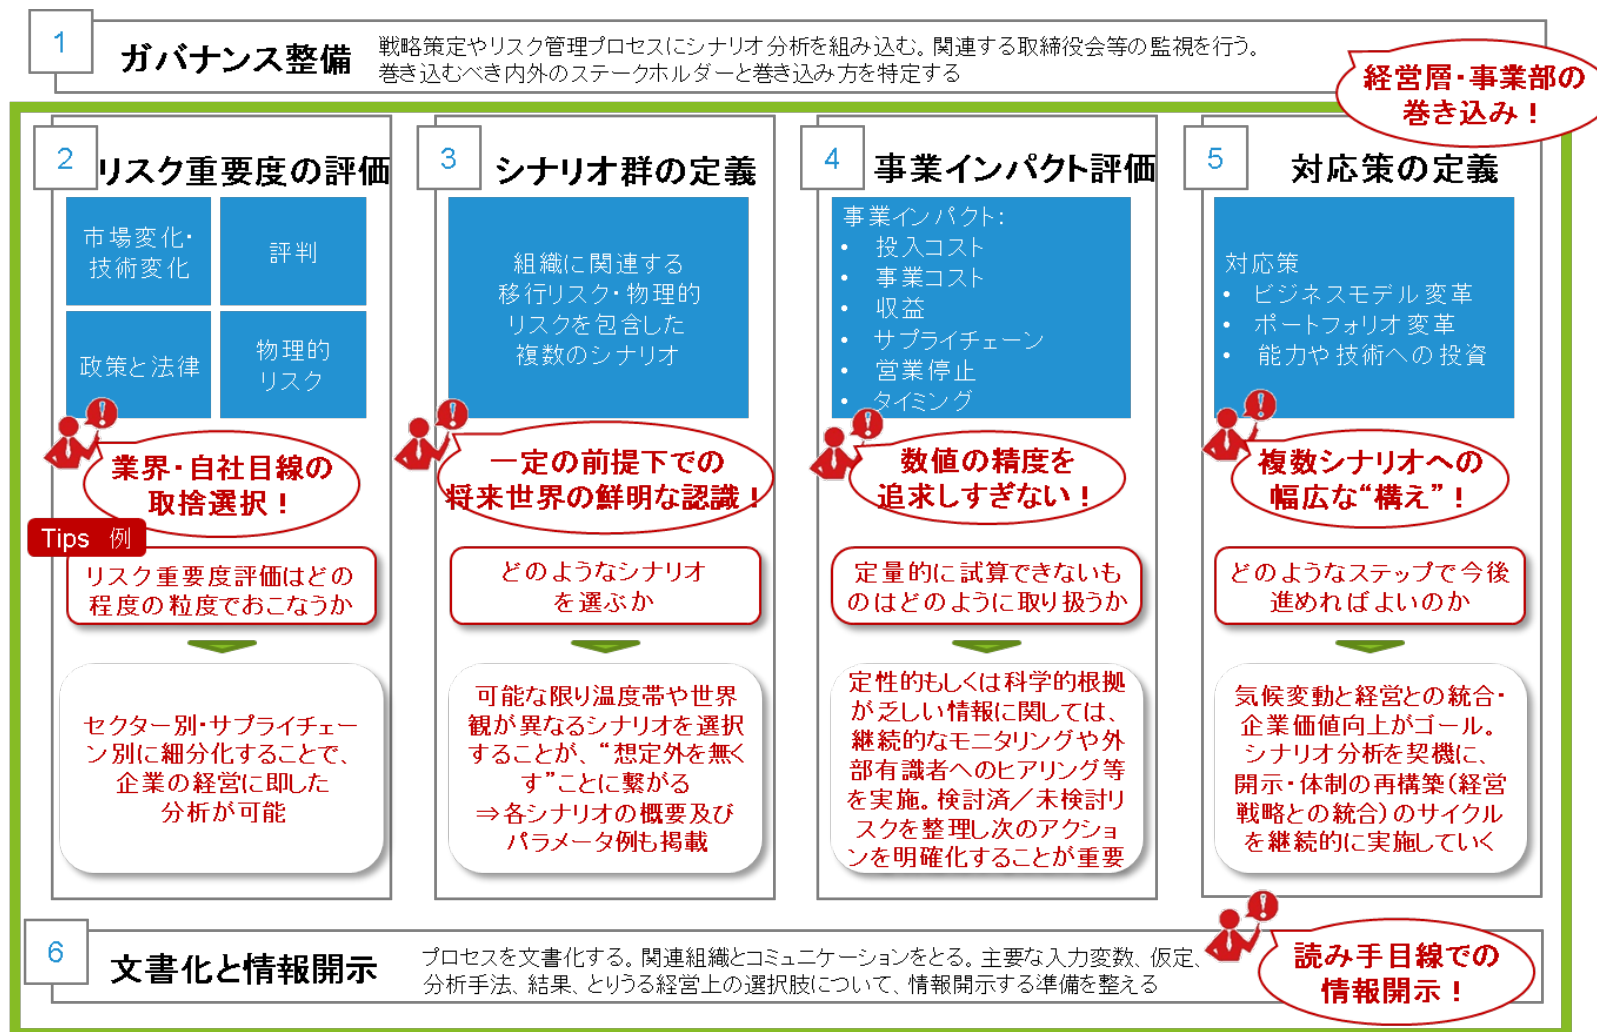 1
ガバナンス整備
戦略策定やリスク管理プロセスにシナリオ分析を組み込む。関連する取締役会等の監視を行う。
巻き込むべき内外のステークホルダーと巻き込み方を特定する
経営層・事業部の
巻き込み！
2
リスク重要度の評価
市場変化・
技術変化
評判
政策と法律
物理的
リスク
業界・自社目線の
取捨選択！
Tips 例
リスク重要度評価はどの
程度の粒度でおこなうか
セクター別・サプライチェー
ン別に細分化することで、
企業の経営に即した
分析が可能
3
シナリオ群の定義
組織に関連する
移行リスク・物理的
リスクを包含した
複数のシナリオ
一定の前提下での
将来世界の鮮明な認識！
どのようなシナリオ
を選ぶか
可能な限り温度帯や世界
観が異なるシナリオを選択
することが、“想定外を無く
す”ことに繋がる
⇒各シナリオの概要及び
パラメータ例も掲載
4
事業インパクト評価
事業インパクト：
• 投入コスト
• 事業コスト
• 収益
• サプライチェーン
• 営業停止
• タイミング
数値の精度を
追求しすぎない！
定量的に試算できないも
のはどのように取り扱うか
定性的もしくは科学的根拠
が乏しい情報に関しては、
継続的なモニタリングや外
部有識者へのヒアリング等
を実施。検討済／未検討リ
スクを整理し次のアクショ
ンを明確化することが重要
5
対応策の定義
対応策
• ビジネスモデル変革
• ポートフォリオ変革
• 能力や技術への投資
複数シナリオへの
幅広な“構え”！
どのようなステップで今後
進めればよいのか
気候変動と経営との統合・
企業価値向上がゴール。
シナリオ分析を契機に、
開示・体制の再構築（経営
戦略との統合）のサイクル
を継続的に実施していく
6
文書化と情報開示
プロセスを文書化する。関連組織とコミュニケーションをとる。主要な入力変数、仮定、
分析手法、結果、とりうる経営上の選択肢について、情報開示する準備を整える
読み手目線での
情報開示！